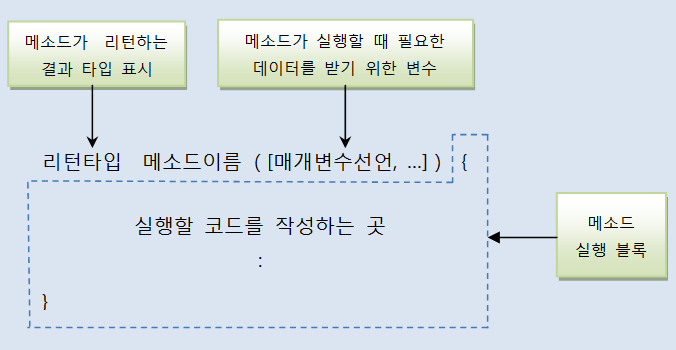 메소드가 리턴하는
결과 타입 표시
메소드가 실행할 때 필요한
데이터를 받기 위한 변수
리턴타입 메소드이름 ( [매개변수선언, ...] ) {
실행할 코드를 작성하는 곳
:
}
메소드
실행 블록